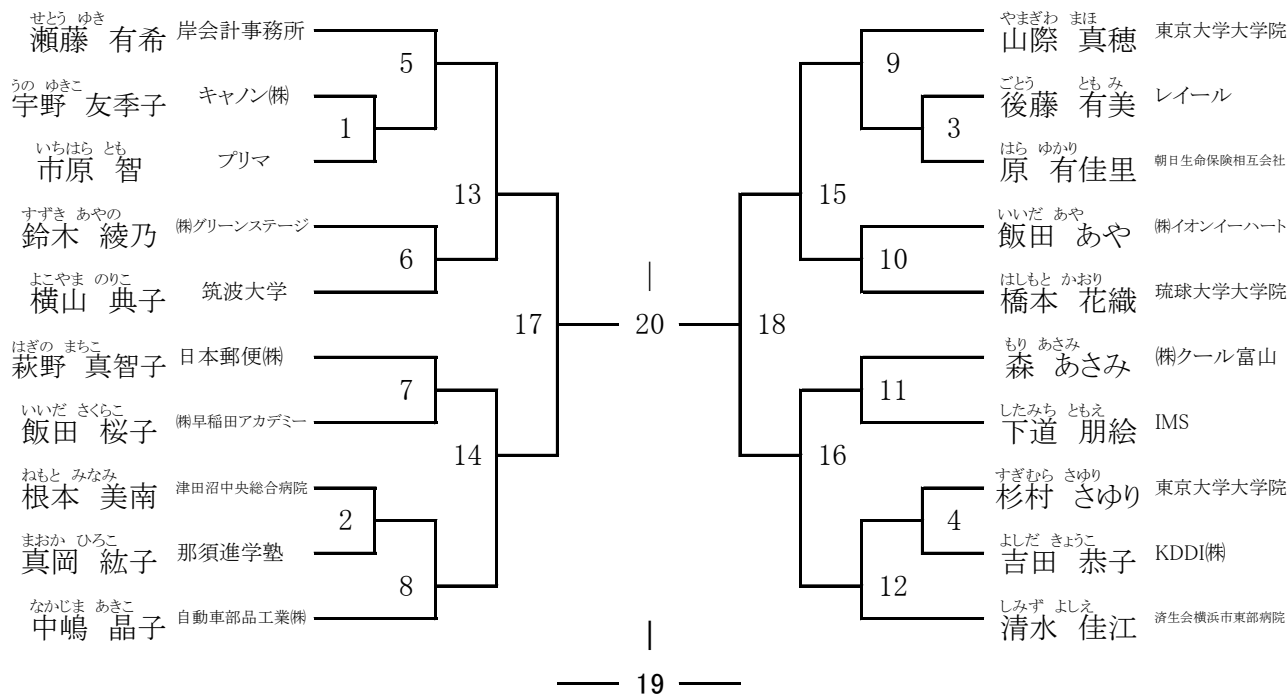 せとう ゆき
瀬藤 有希 岸会計事務所
5
うの ゆきこ
宇野 友季子 キヤノン㈱
1
いちはら とも
市原 智 プリマ
13
すずき あやの
鈴木 綾乃 ㈱グリーンステージ
6
よこやま のりこ
横山 典子 筑波大学
17
はぎの まちこ
萩野 真智子 日本郵便㈱
7
いいだ さくらこ
飯田 桜子 ㈱早稲田アカデミー
14
ねもと みなみ
根本 美南 津田沼中央総合病院
2
まおか ひろこ
真岡 紘子 那須進学塾
8
なかじま あきこ
中嶋 晶子 自動車部品工業㈱
20
19
やまぎわ まほ
山際 真穂 東京大学大学院
9
ごとう ともみ
後藤 有美 レイール
3
はら ゆかり
原 有佳里 朝日生命保険相互会社
15
いいだ あや
飯田 あや ㈱イオンイーハート
10
はしもと かおり
橋本 花織 琉球大学大学院
18
もり あさみ
森 あさみ ㈱クール富山
11
したみち ともえ
下道 朋絵 IMS
16
すぎむら さゆり
杉村 さゆり 東京大学大学院
4
よしだ きょうこ
吉田 恭子 KDDI㈱
12
しみず よしえ
清水 佳江 済生会横浜市東部病院